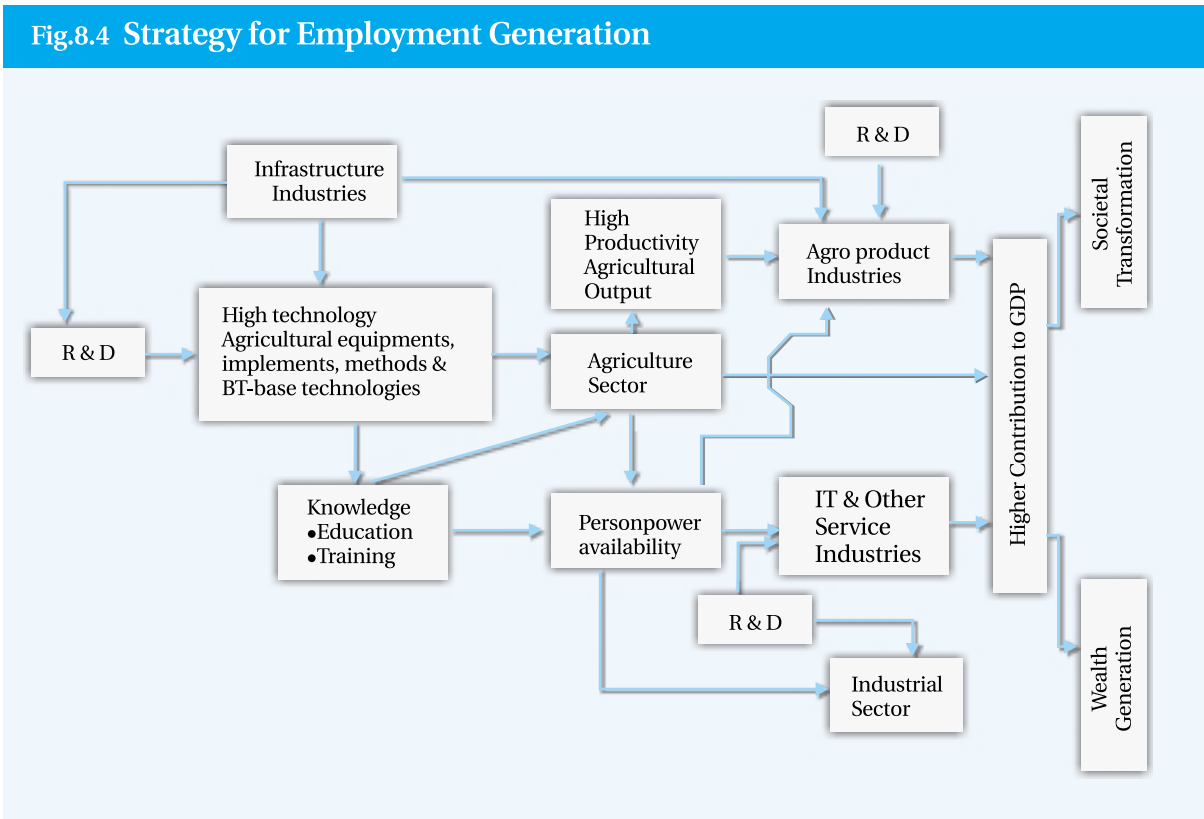 Fig.8.4 Strategy for Employment Generation
R & D
Infrastructure
Industries
Societal
Transformation
High
Productivity
Agricultural
Output
Agro product
Industries
High technology
Agricultural equipments,
implements, methods &
BT-base technologies
R & D
Agriculture
Sector
Higher Contribution to GDP
Knowledge
•Education
•Training
Personpower
availability
IT & Other
Service
Industries
R & D
Industrial
Sector
Wealth
Generation